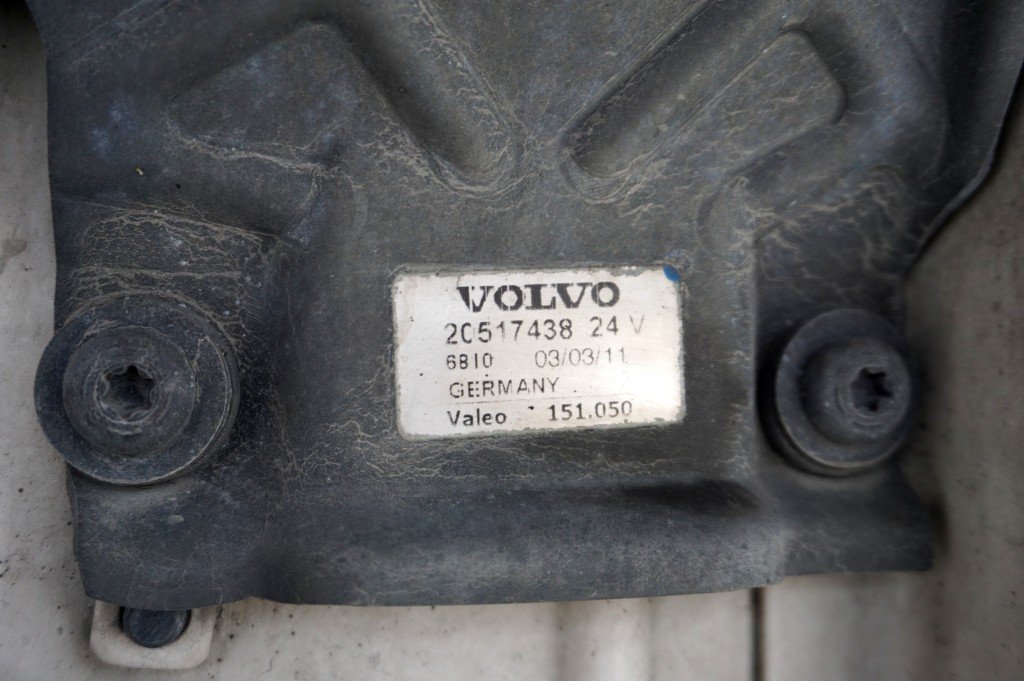 VOLVO
20517438 24 V
6810 03/03/11
GERMANY
Valeo 151.050